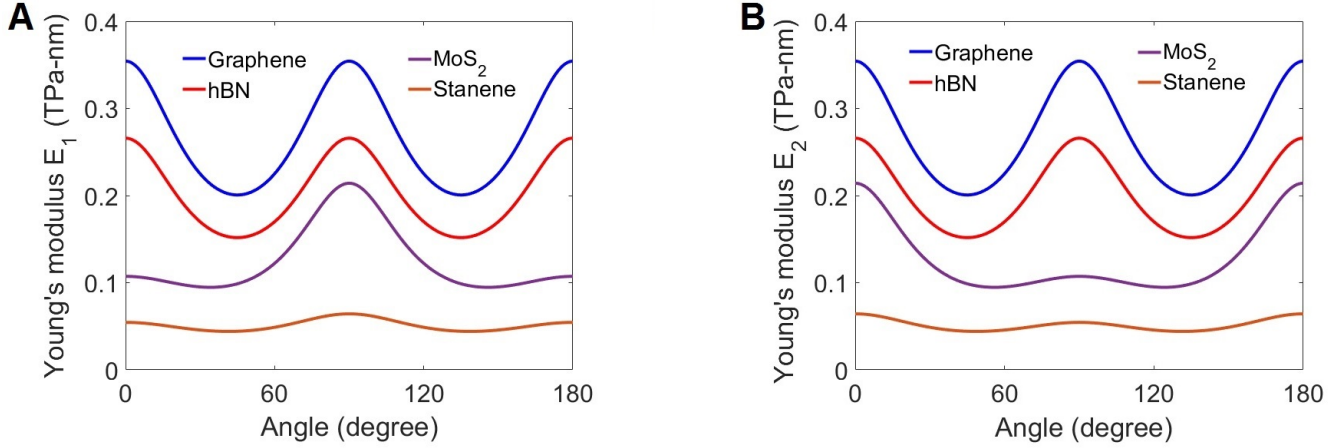 A
Young's modulus E1 (TPa-nm)
0.4
0.3
0.2
0.1
0
Graphene
hBN
MoS2
Stanene
0 60 120 180
Angle (degree)
B
Young's modulus E2 (TPa-nm)
0.4
0.3
0.2
0.1
0
Graphene
hBN
MoS2
Stanene
0 60 120 180
Angle (degree)